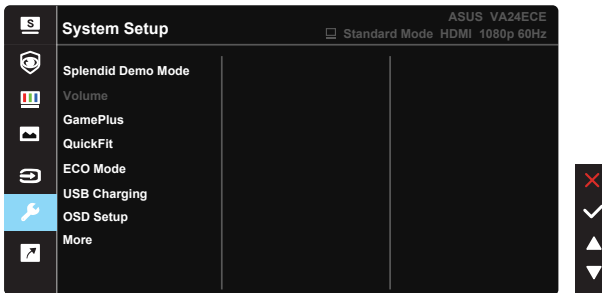 S
System Setup
ASUS VA24ECE
Standard Mode HDMI 1080p 60Hz
Splendid Demo Mode
Volume
GamePlus
QuickFit
ECO Mode
USB Charging
OSD Setup
More